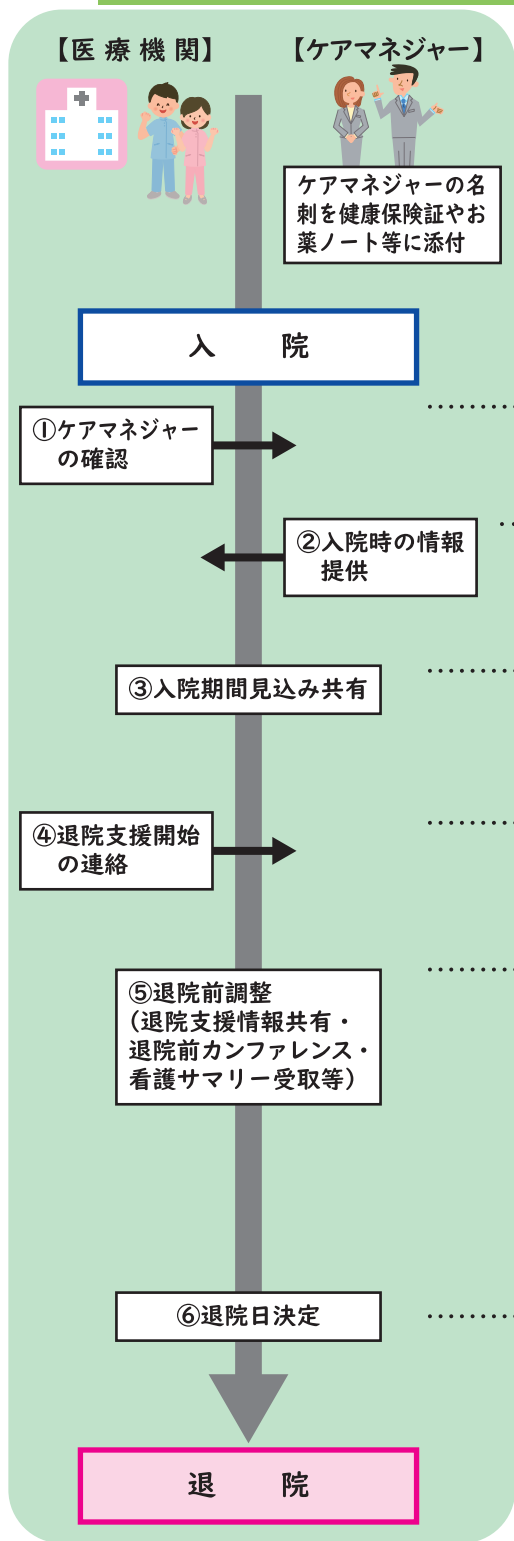 【医療機関】
【ケアマネジャー】
ケアマネジャーの名
刺を健康保険証やお
薬ノート等に添付
入 院
①ケアマネジャー
の確認
②入院時の情報
提供
③入院期間見込み共有
④退院支援開始
の連絡
⑤退院前調整
(退院支援情報共有・
退院前カンファレンス・
看護サマリー受取等)
⑥退院日決定
退 院